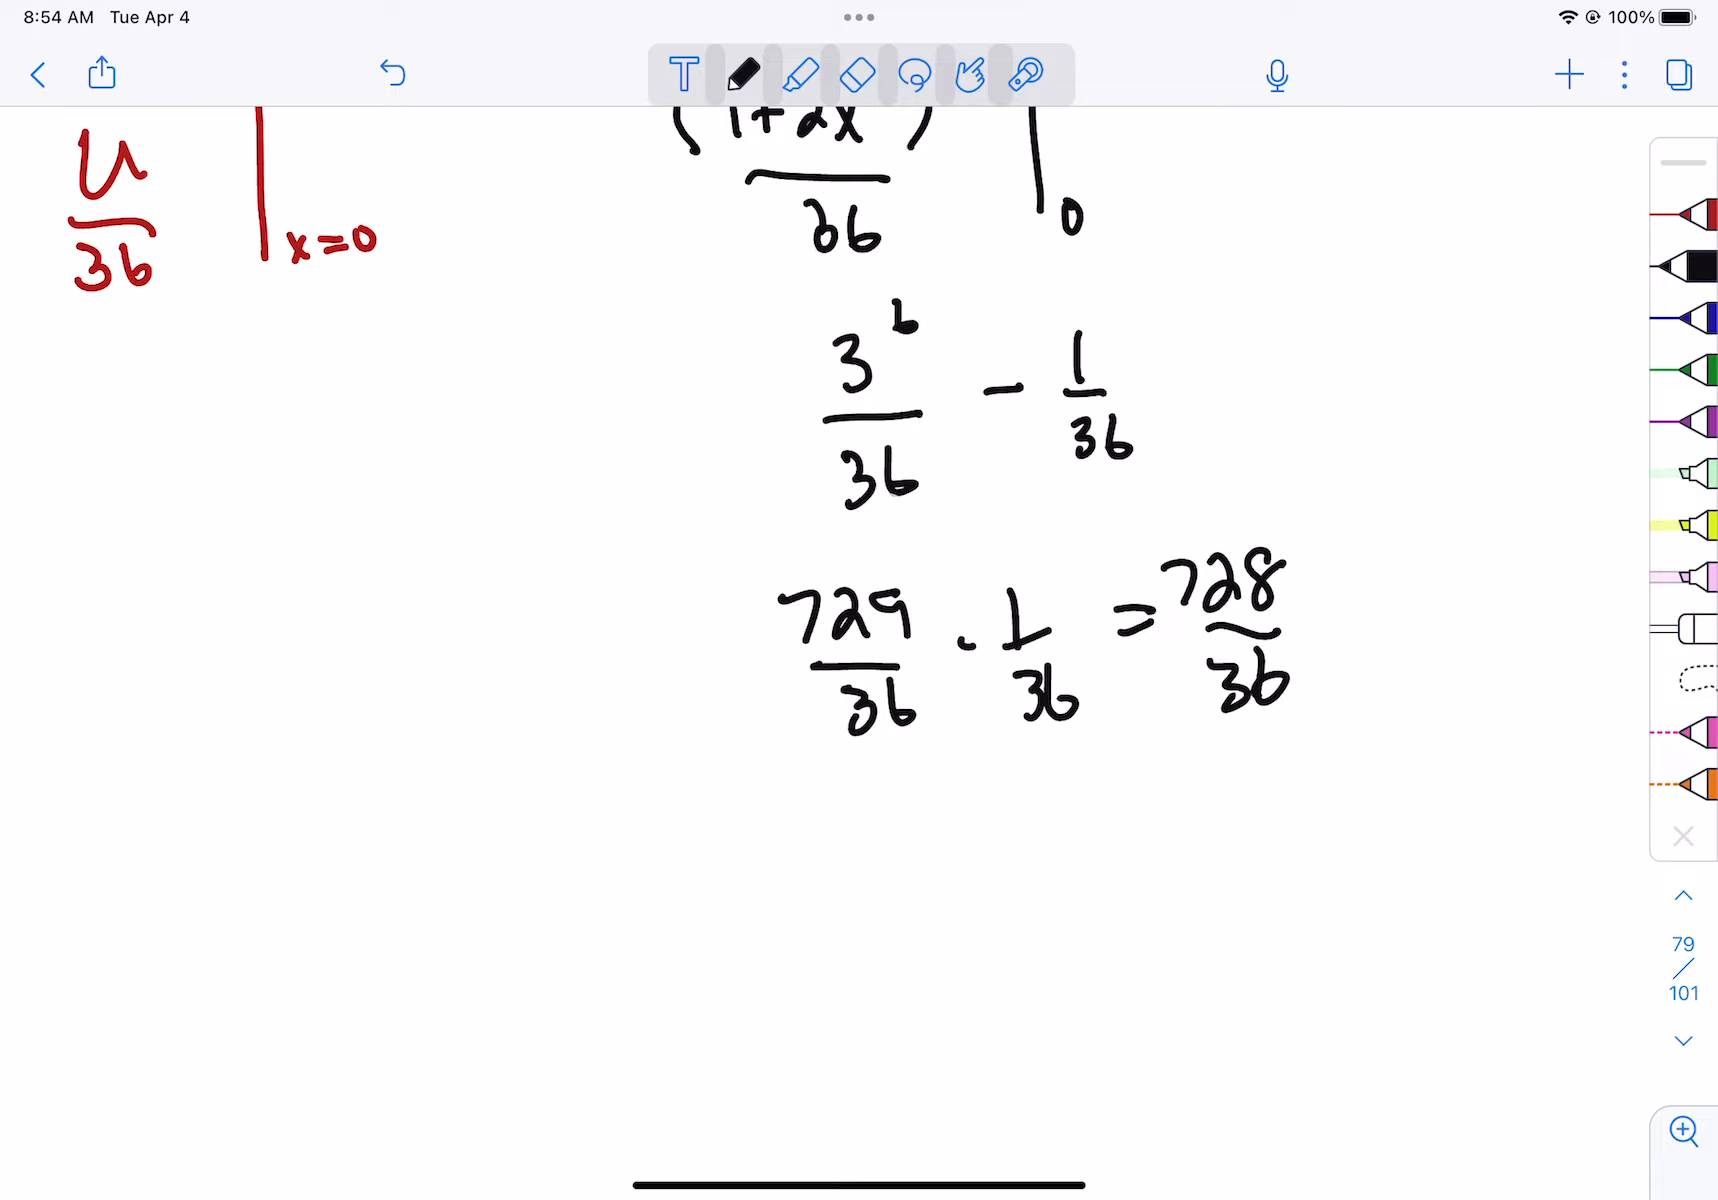 8:54 AM Tue Apr 4
100%
T
U/36 | x=0
(1+2x)/36 | 0
3^6/36 - 1/36
729/36 - 1/36 = 728/36
79
/
101